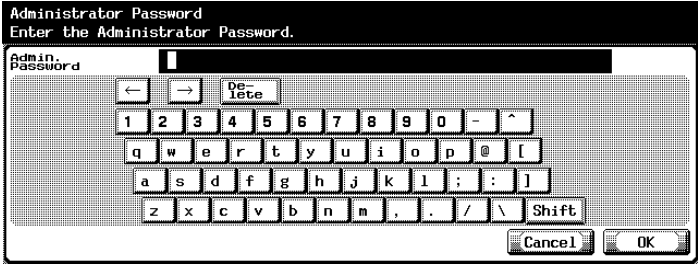 Administrator Password
Enter the Administrator Password.
Admin.
Password
← → De-
lete
1 2 3 4 5 6 7 8 9 0 - ^
q w e r t y u i o p @ [
a s d f g h j k l ; : ]
z x c v b n m , . / \ Shift
Cancel OK